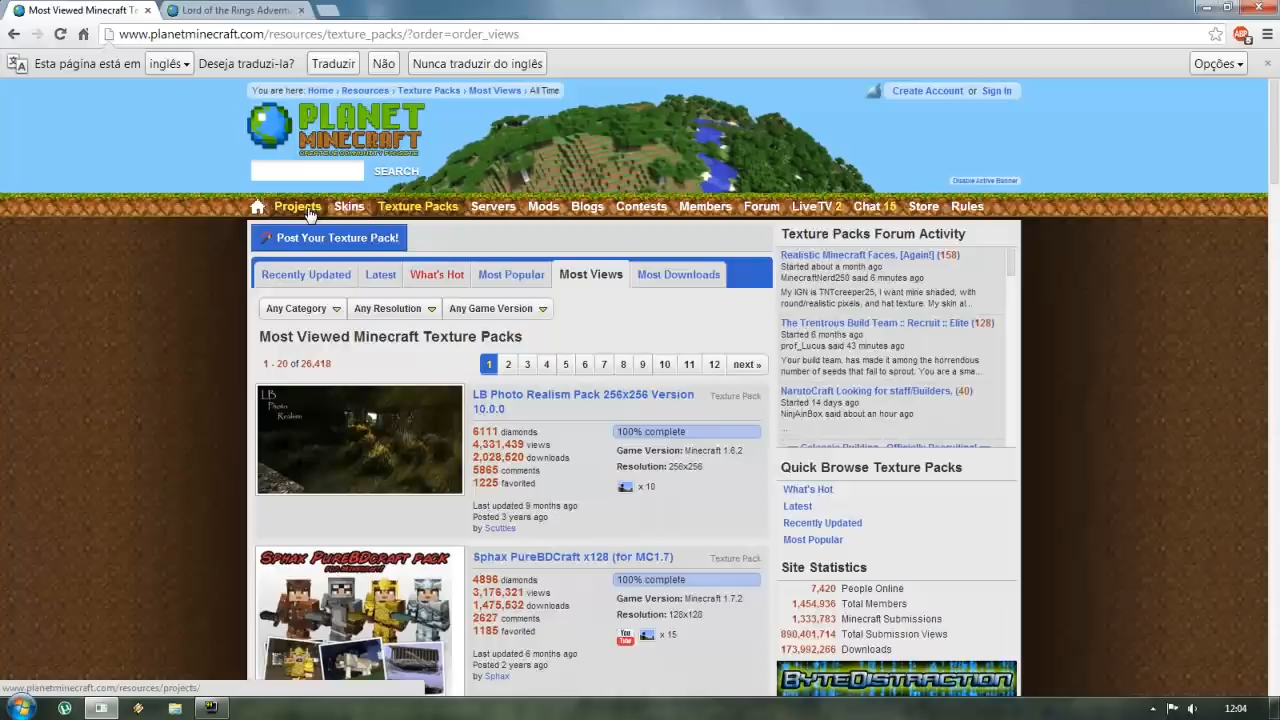 Most Viewed Minecraft Te
Lord of the Rings Adventu
www.planetminecraft.com/resources/texture_packs/?order=order_views
Esta página está em inglês Deseja traduzi-la? Traduzir Não Nunca traduzir do inglês Opções
You are here: Home › Resources › Texture Packs › Most Views › All Time
Create Account or Sign In
PLANET
MINECRAFT
SEARCH
Disable Active Banner
Projects Skins Texture Packs Servers Mods Blogs Contests Members Forum LiveTV 2 Chat 15 Store Rules
Post Your Texture Pack!
Recently Updated Latest What's Hot Most Popular Most Views Most Downloads
Any Category Any Resolution Any Game Version
Most Viewed Minecraft Texture Packs
1 - 20 of 26,418
1 2 3 4 5 6 7 8 9 10 11 12 next »
LB
Photo
Realism
LB Photo Realism Pack 256x256 Version
10.0.0
Texture Pack
6111 diamonds
4,331,439 views
2,028,520 downloads
5865 comments
1225 favorited
100% complete
Game Version: Minecraft 1.6.2
Resolution: 256x256
x 10
Last updated 9 months ago
Posted 3 years ago
by Scuttles
SPHAX PUREBDCRAFT PACK
FOR MINECRAFT
Sphax PureBDCraft x128 (for MC1.7)
Texture Pack
4896 diamonds
3,176,321 views
1,475,532 downloads
2627 comments
1185 favorited
100% complete
Game Version: Minecraft 1.7.2
Resolution: 128x128
You
Tube
x 15
Last updated 6 months ago
Posted 2 years ago
by Sphax
Texture Packs Forum Activity
Realistic Minecraft Faces. [Again!] (158)
Started about a month ago
MinecraftNerd250 said 6 minutes ago
My IGN is TNTcreeper25, I want mine shaded, with
round/realistic pixels, and hat texture. My skin al...
The Trentrous Build Team :: Recruit :: Elite (128)
Started 6 months ago
prof_Lucus said 43 minutes ago
Your build team, has made it among the horrendous
number of seeds that fail to sprout. You are a sma...
NarutoCraft Looking for staff/Builders. (40)
Started 14 days ago
NinjAinBox said about an hour ago
..
Quick Browse Texture Packs
What's Hot
Latest
Recently Updated
Most Popular
Site Statistics
7,420 People Online
1,454,936 Total Members
1,333,783 Minecraft Submissions
890,401,714 Total Submission Views
173,992,266 Downloads
BYTEDISTRACTION
www.planetminecraft.com/resources/projects/
12:04